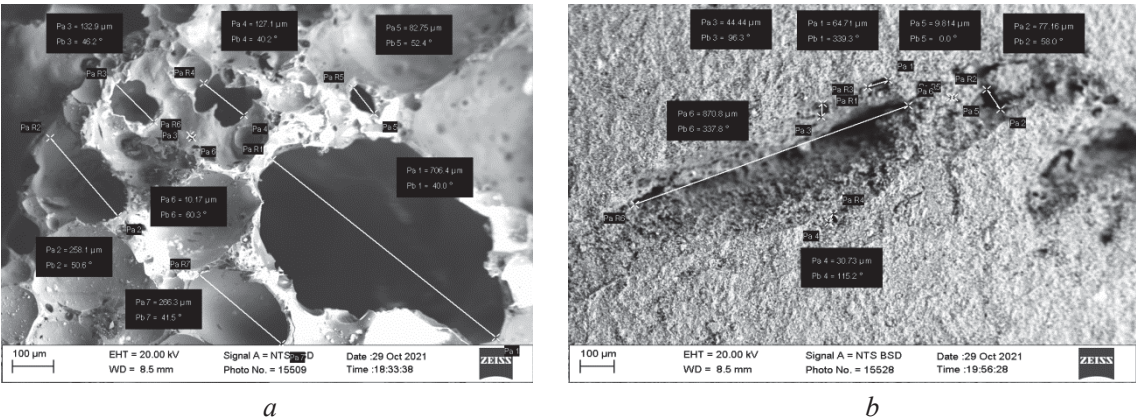 Pa 3 = 132.9 µm
Pb 3 = 46.2 °
Pa 4 = 127.1 µm
Pb 4 = 40.2 °
Pa 5 = 82.75 µm
Pb 5 = 52.4 °
Pa R3
Pa R4
Pa R5
Pa R2
Pa R6
Pa 3
Pa 4
Pa 5
Pa 6
Pa R1
Pa 1 = 706.4 µm
Pb 1 = 40.0 °
Pa 6 = 10.17 µm
Pb 6 = 60.3 °
Pa 2
Pa 2 = 258.1 µm
Pb 2 = 50.6 °
Pa R7
Pa 7 = 266.3 µm
Pb 7 = 41.5 °
Pa 7
Pa 1
100 µm
EHT = 20.00 kV
WD = 8.5 mm
Signal A = NTS BSD
Photo No. = 15509
Date :29 Oct 2021
Time :18:33:38
ZEISS
a
Pa 3 = 44.44 µm
Pb 3 = 96.3 °
Pa 1 = 64.71 µm
Pb 1 = 339.3 °
Pa 5 = 9.814 µm
Pb 5 = 0.0 °
Pa 2 = 77.16 µm
Pb 2 = 58.0 °
Pa 1
Pa R3
Pa R1
Pa 6
Pa R2
Pa 5
Pa 2
Pa 3
Pa 6 = 870.8 µm
Pb 6 = 337.8 °
Pa R6
Pa R4
Pa 4
Pa 4 = 30.73 µm
Pb 4 = 115.2 °
100 µm
EHT = 20.00 kV
WD = 8.5 mm
Signal A = NTS BSD
Photo No. = 15528
Date :29 Oct 2021
Time :19:56:28
ZEISS
b